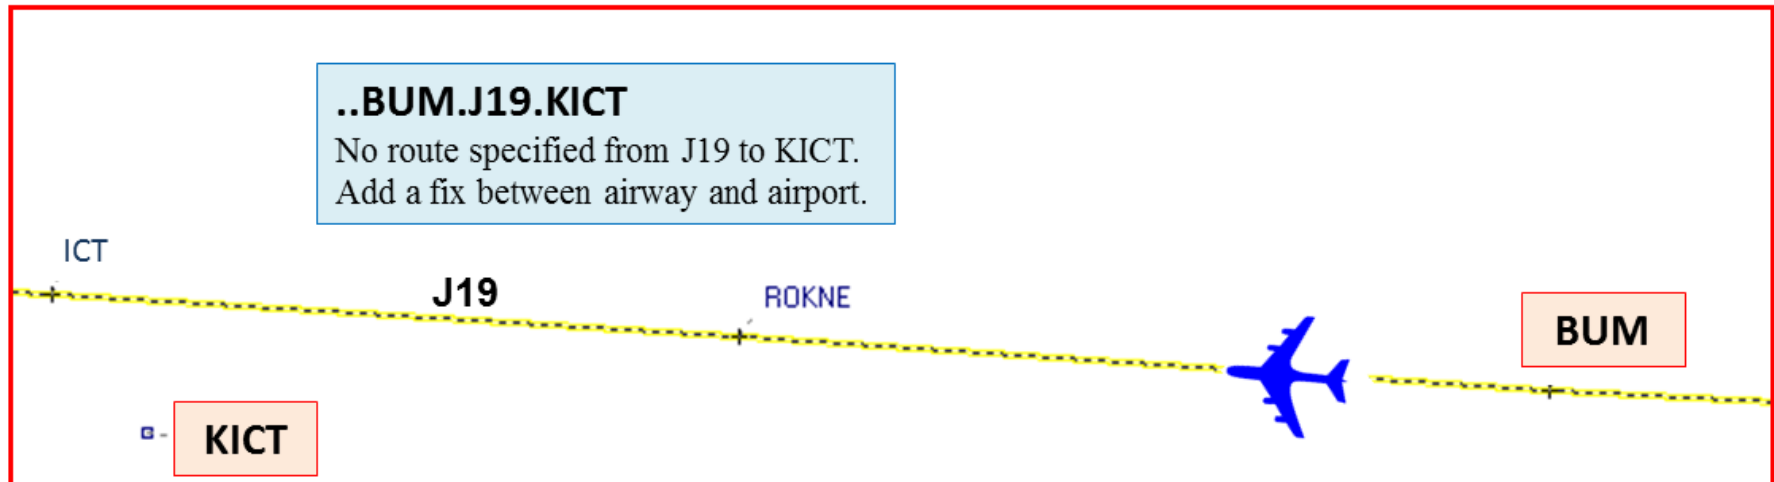 ..BUM.J19.KICT
No route specified from J19 to KICT.
Add a fix between airway and airport.
ICT
J19
ROKNE
BUM
KICT